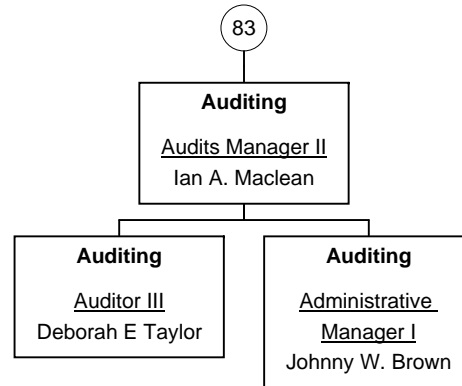 83
Auditing
Audits Manager II
Ian A. Maclean
Auditing
Auditor III
Deborah E Taylor
Auditing
Administrative
Manager I
Johnny W. Brown